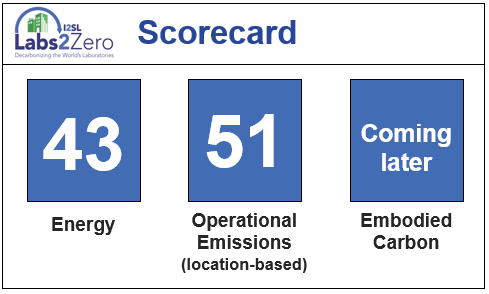 I2SL
Labs2Zero
Decarbonizing the World's Laboratories
Scorecard
43
51
Coming
later
Energy
Operational
Emissions
(location-based)
Embodied
Carbon